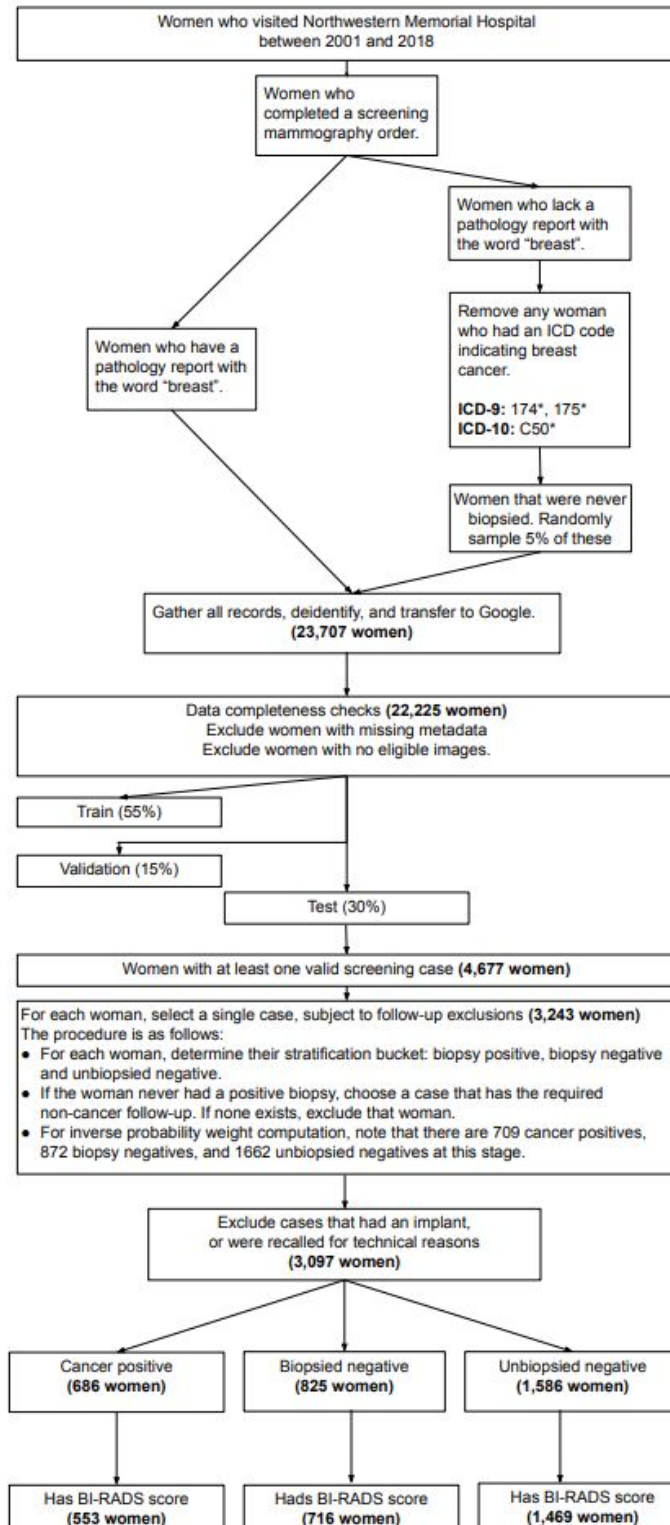 Women who visited Northwestern Memorial Hospital
between 2001 and 2018
Women who
completed a screening
mammography order.
Women who lack a
pathology report with
the word “breast”.
Remove any woman
who had an ICD code
indicating breast
cancer.
ICD-9: 174*, 175*
ICD-10: C50*
Women who have a
pathology report with
the word “breast”.
Women that were never
biopsied. Randomly
sample 5% of these
Gather all records, deidentify, and transfer to Google.
(23,707 women)
Data completeness checks (22,225 women)
Exclude women with missing metadata
Exclude women with no eligible images.
Train (55%)
Validation (15%)
Test (30%)
Women with at least one valid screening case (4,677 women)
For each woman, select a single case, subject to follow-up exclusions (3,243 women)
The procedure is as follows:
● For each woman, determine their stratification bucket: biopsy positive, biopsy negative
and unbiopsied negative.
● If the woman never had a positive biopsy, choose a case that has the required
non-cancer follow-up. If none exists, exclude that woman.
● For inverse probability weight computation, note that there are 709 cancer positives,
872 biopsy negatives, and 1662 unbiopsied negatives at this stage.
Exclude cases that had an implant,
or were recalled for technical reasons
(3,097 women)
Cancer positive
(686 women)
Biopsied negative
(825 women)
Unbiopsied negative
(1,586 women)
Has BI-RADS score
(553 women)
Hads BI-RADS score
(716 women)
Has BI-RADS score
(1,469 women)